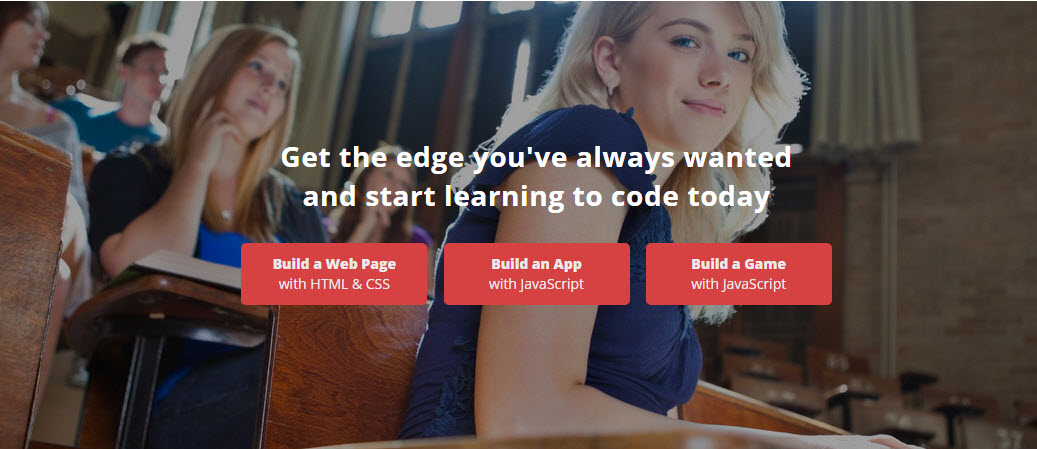 Get the edge you've always wanted
and start learning to code today
Build a Web Page
with HTML & CSS
Build an App
with JavaScript
Build a Game
with JavaScript